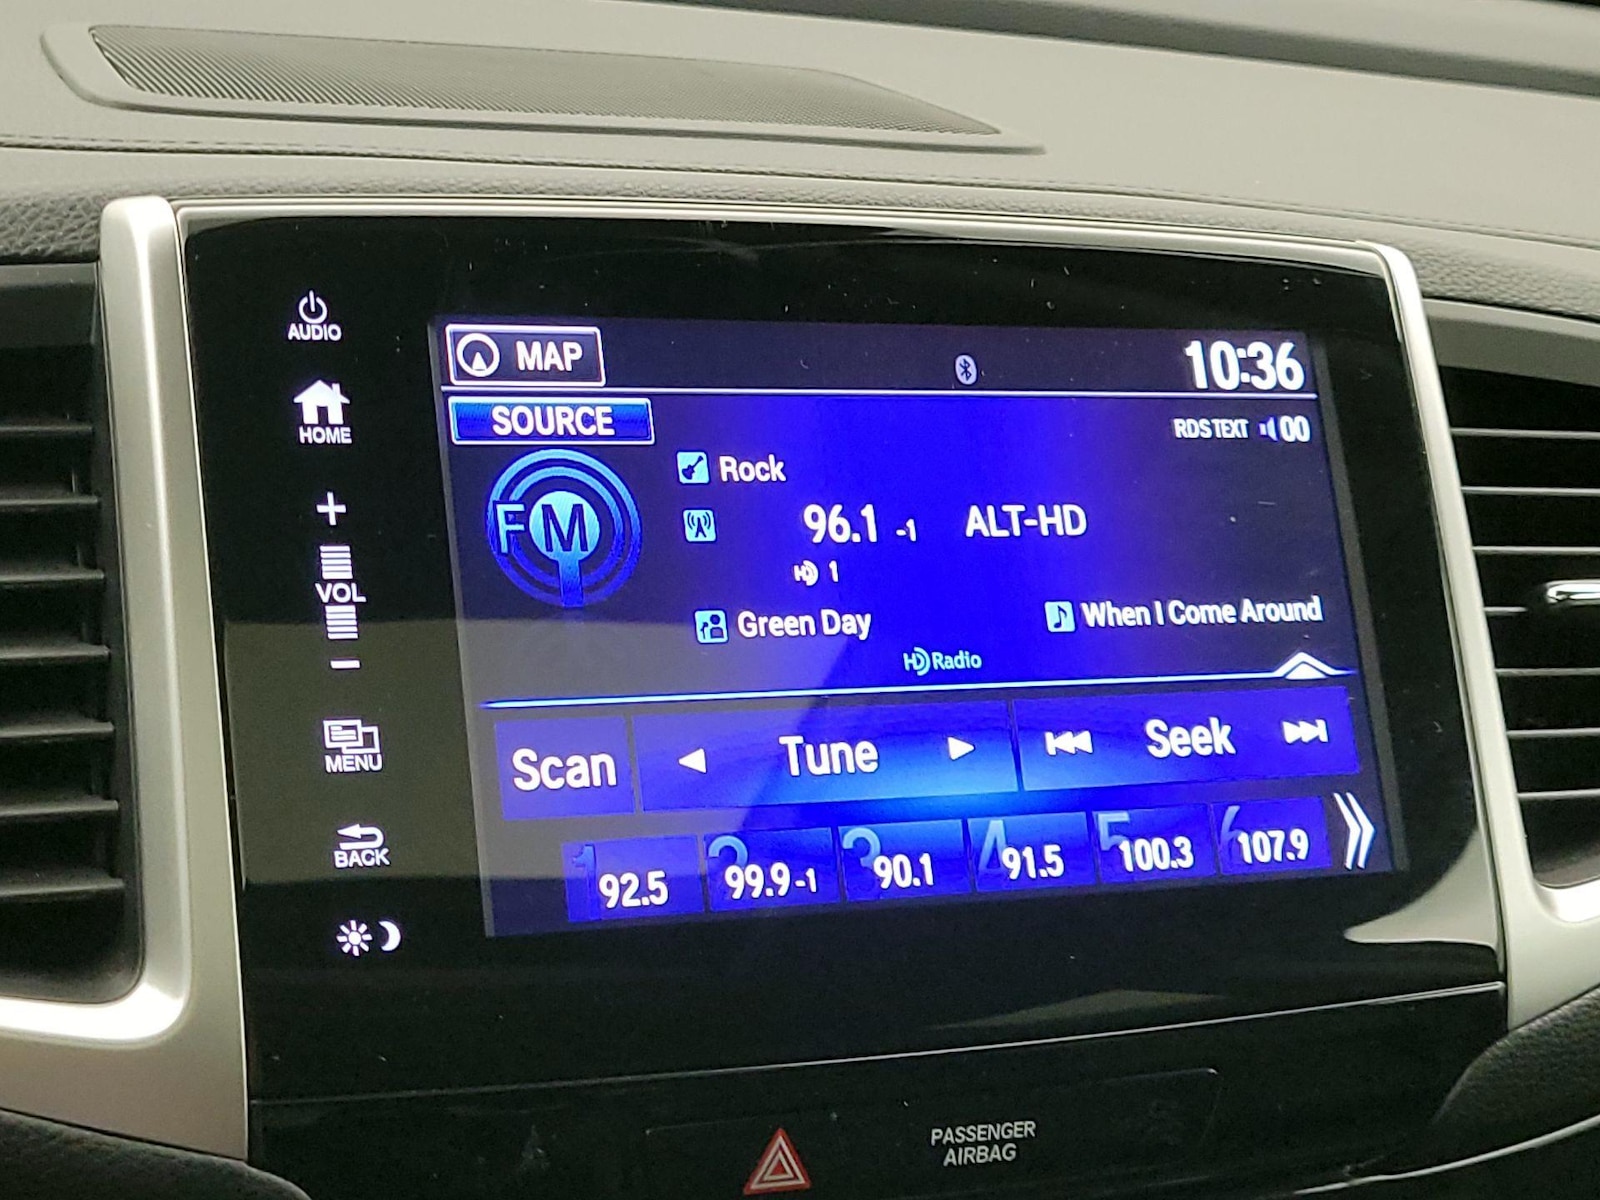 AUDIO
HOME
+
VOL
-
MENU
BACK
MAP
10:36
SOURCE
RDS TEXT 00
Rock
FM
96.1 -1 ALT-HD
HD 1
Green Day When I Come Around
HD Radio
Scan Tune Seek
1 92.5 2 99.9-1 3 90.1 4 91.5 5 100.3 6 107.9
PASSENGER
AIRBAG